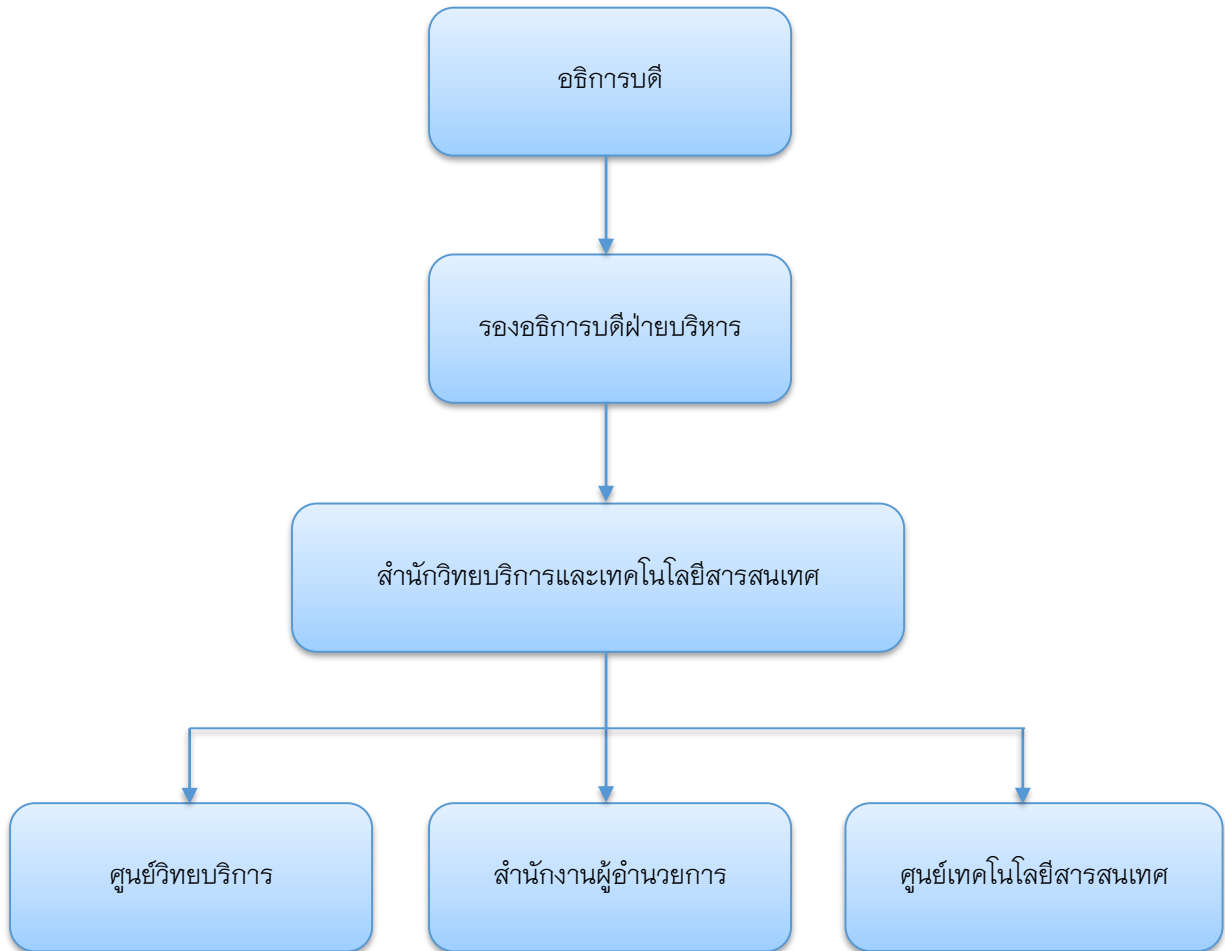 อธิการบดี
รองอธิการบดีฝ่ายบริหาร
สำนักวิทยบริการและเทคโนโลยีสารสนเทศ
ศูนย์วิทยบริการ
สำนักงานผู้อำนวยการ
ศูนย์เทคโนโลยีสารสนเทศ